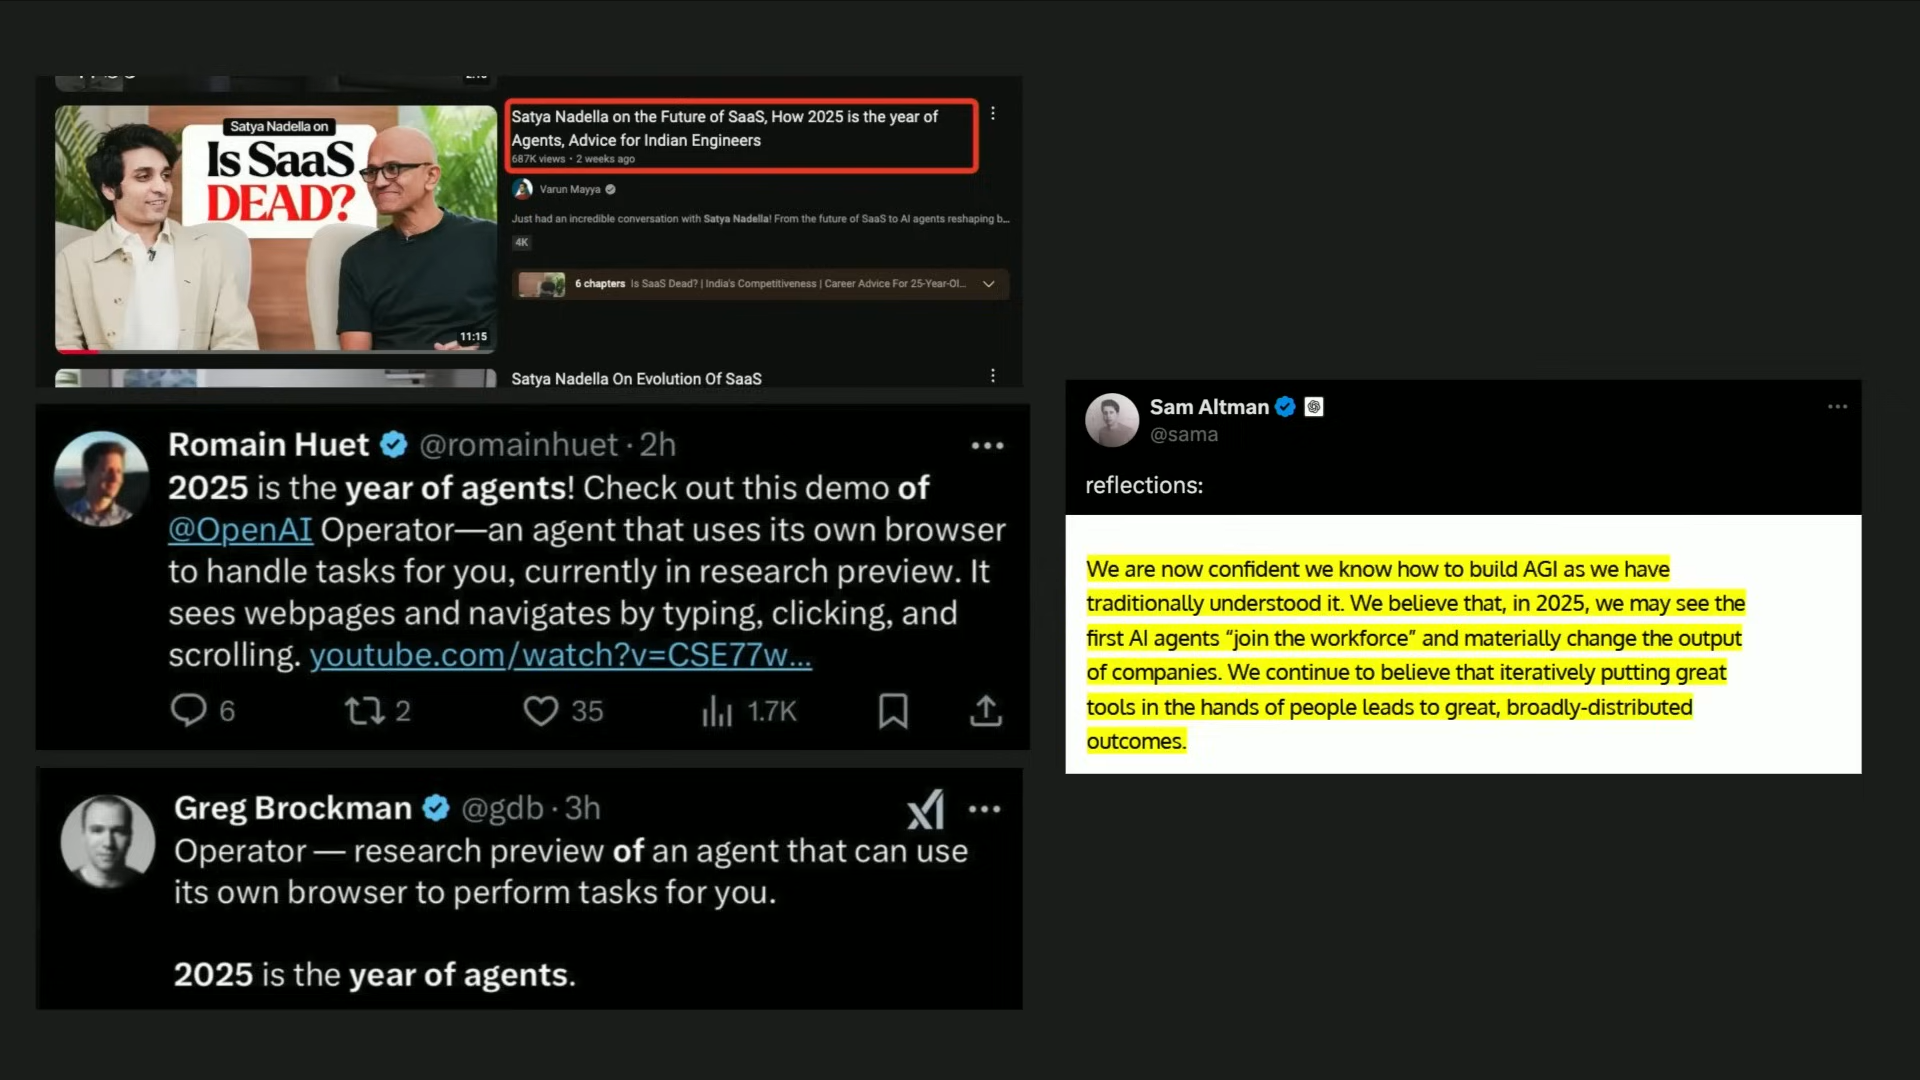 Satya Nadella on
Is SaaS
DEAD?
11:15
Satya Nadella on the Future of SaaS, How 2025 is the year of
Agents, Advice for Indian Engineers
687K views • 2 weeks ago
Varun Mayya
Just had an incredible conversation with Satya Nadella! From the future of SaaS to AI agents reshaping b...
4K
6 chapters Is SaaS Dead? | India's Competitiveness | Career Advice For 25-Year-Ol...
Satya Nadella On Evolution Of SaaS
Romain Huet @romainhuet · 2h
2025 is the year of agents! Check out this demo of
@OpenAI Operator—an agent that uses its own browser
to handle tasks for you, currently in research preview. It
sees webpages and navigates by typing, clicking, and
scrolling. youtube.com/watch?v=CSE77w...
6 2 35 1.7K
Greg Brockman @gdb · 3h
Operator — research preview of an agent that can use
its own browser to perform tasks for you.
2025 is the year of agents.
Sam Altman
@sama
reflections:
We are now confident we know how to build AGI as we have
traditionally understood it. We believe that, in 2025, we may see the
first AI agents “join the workforce” and materially change the output
of companies. We continue to believe that iteratively putting great
tools in the hands of people leads to great, broadly-distributed
outcomes.